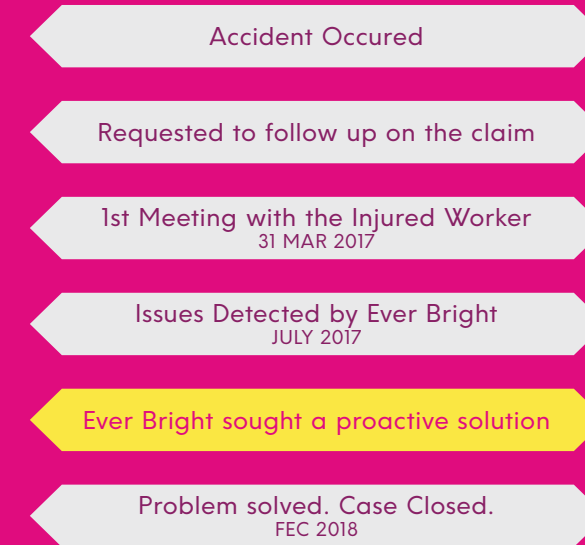 Accident Occured
Requested to follow up on the claim
1st Meeting with the Injured Worker
31 MAR 2017
Issues Detected by Ever Bright
JULY 2017
Ever Bright sought a proactive solution
Problem solved. Case Closed.
FEC 2018